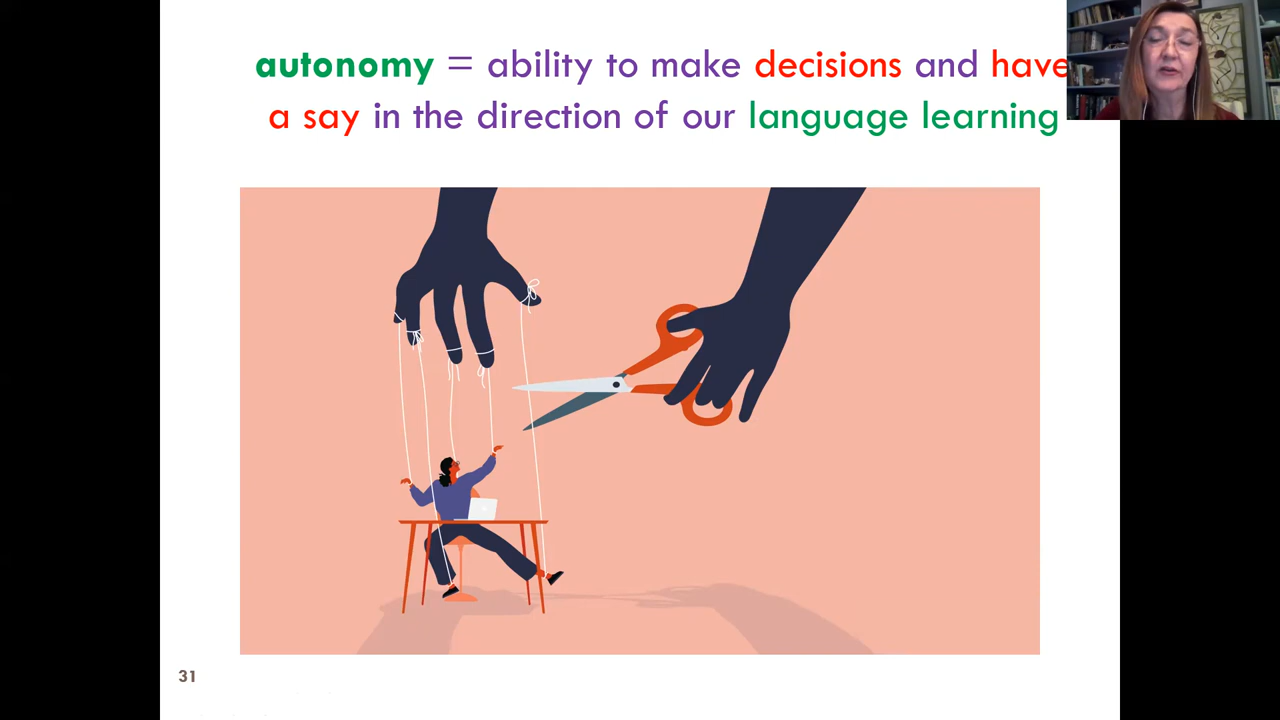 autonomy = ability to make decisions and have
a say in the direction of our language learning
31